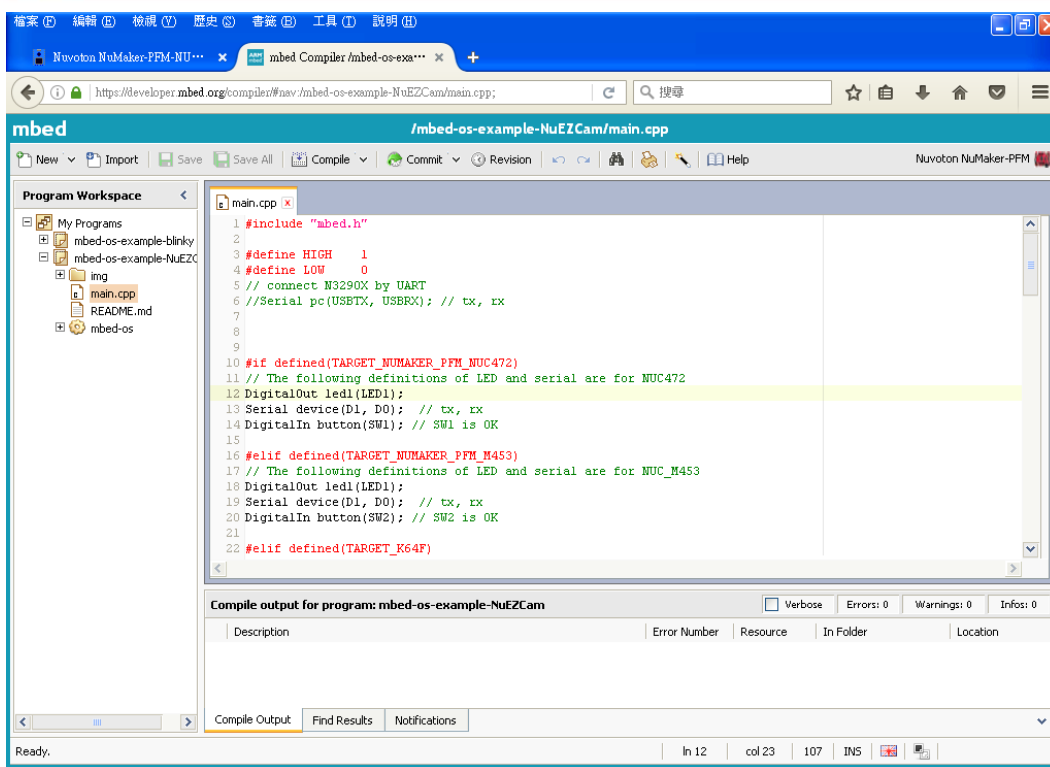 檔案(F) 編輯(E) 檢視(V) 歷史(S) 書籤(B) 工具(T) 說明(H)
Nuvoton NuMaker-PFM-NU··· × mbed Compiler /mbed-os-exa··· × +
https://developer.mbed.org/compiler/#nav:/mbed-os-example-NuEZCam/main.cpp; 搜尋
mbed /mbed-os-example-NuEZCam/main.cpp
New Import Save Save All Compile Commit Revision Help Nuvoton NuMaker-PFM
Program Workspace <
My Programs
mbed-os-example-blinky
mbed-os-example-NuEZC
img
main.cpp
README.md
mbed-os
main.cpp x
1 #include "mbed.h"
2
3 #define HIGH 1
4 #define LOW 0
5 // connect N3290X by UART
6 //Serial pc(USBTX, USBRX); // tx, rx
7
8
9
10 #if defined(TARGET_NUMAKER_PFM_NUC472)
11 // The following definitions of LED and serial are for NUC472
12 DigitalOut led1(LED1);
13 Serial device(D1, D0); // tx, rx
14 DigitalIn button(SW1); // SW1 is OK
15
16 #elif defined(TARGET_NUMAKER_PFM_M453)
17 // The following definitions of LED and serial are for NUC_M453
18 DigitalOut led1(LED1);
19 Serial device(D1, D0); // tx, rx
20 DigitalIn button(SW2); // SW2 is OK
21
22 #elif defined(TARGET_K64F)
Compile output for program: mbed-os-example-NuEZCam Verbose Errors: 0 Warnings: 0 Infos: 0
Description Error Number Resource In Folder Location
Compile Output Find Results Notifications
Ready. ln 12 col 23 107 INS